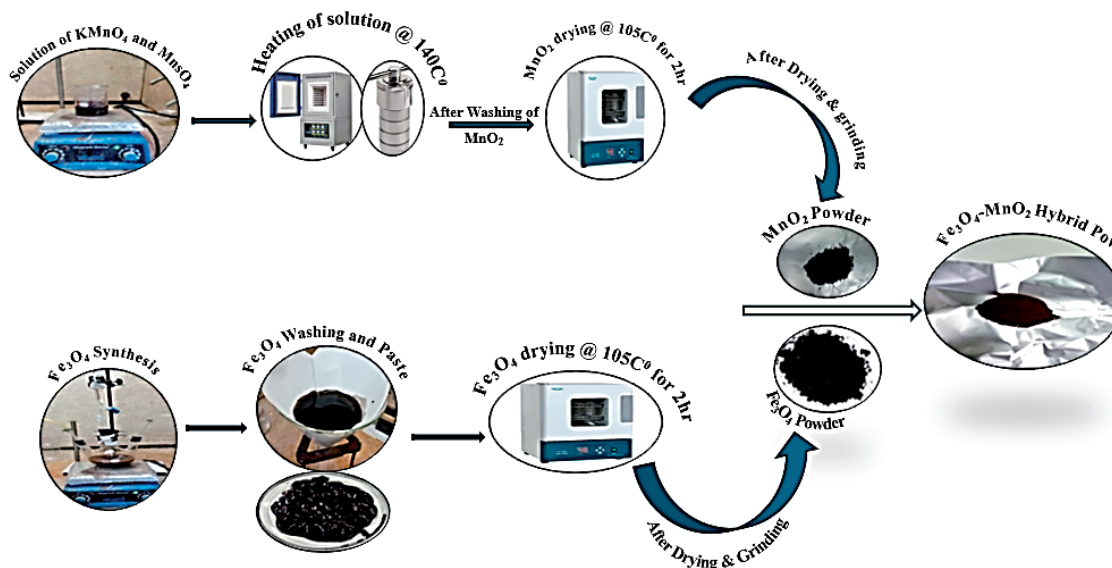 Solution of KMnO₄ and MnsO₄
Heating of solution @ 140C⁰
After Washing of
MnO₂
MnO₂ drying @ 105C⁰ for 2hr
After Drying & grinding
MnO₂ Powder
Fe₃O₄-MnO₂ Hybrid Pow
Fe₃O₄ Synthesis
Fe₃O₄ Washing and Paste
Fe₃O₄ drying @ 105C⁰ for 2hr
After Drying & Grinding
Fe₃O₄ Powder